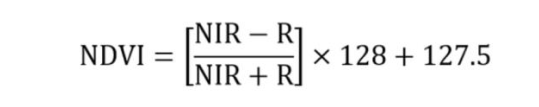 NDVI = [NIR − R / NIR + R] × 128 + 127.5